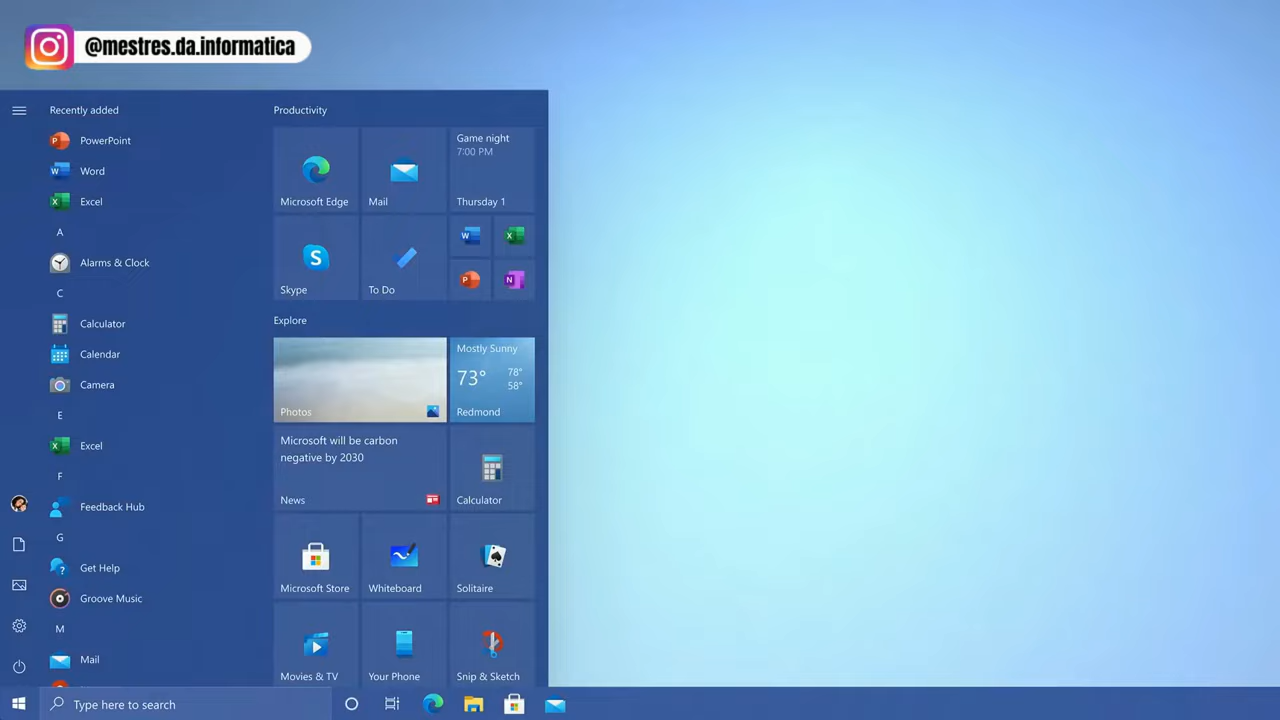 @mestres.da.informatica
Recently added
PowerPoint
Word
Excel
A
Alarms & Clock
C
Calculator
Calendar
Camera
E
Excel
F
Feedback Hub
G
Get Help
Groove Music
M
Mail
Productivity
Microsoft Edge
Mail
Game night
7:00 PM
Thursday 1
Skype
To Do
Explore
Photos
Mostly Sunny
73°
78°
58°
Redmond
Microsoft will be carbon
negative by 2030
News
Calculator
Microsoft Store
Whiteboard
Solitaire
Movies & TV
Your Phone
Snip & Sketch
Type here to search